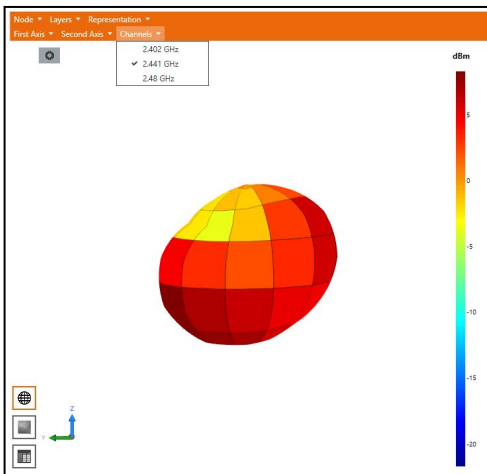 Node Layers Representation
First Axis Second Axis Channels
2.402 GHz
2.441 GHz
2.48 GHz
dBm
5
0
-5
-10
-15
-20
Z
Y